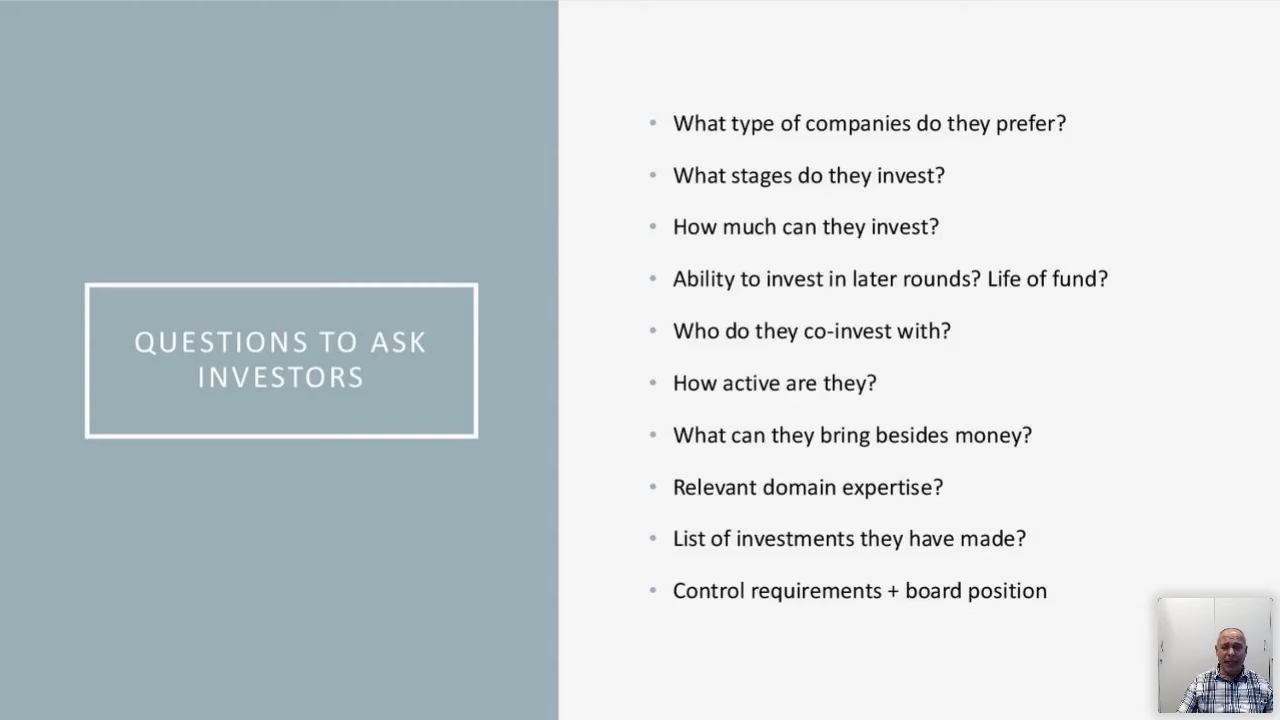 QUESTIONS TO ASK
INVESTORS
• What type of companies do they prefer?
• What stages do they invest?
• How much can they invest?
• Ability to invest in later rounds? Life of fund?
• Who do they co-invest with?
• How active are they?
• What can they bring besides money?
• Relevant domain expertise?
• List of investments they have made?
• Control requirements + board position